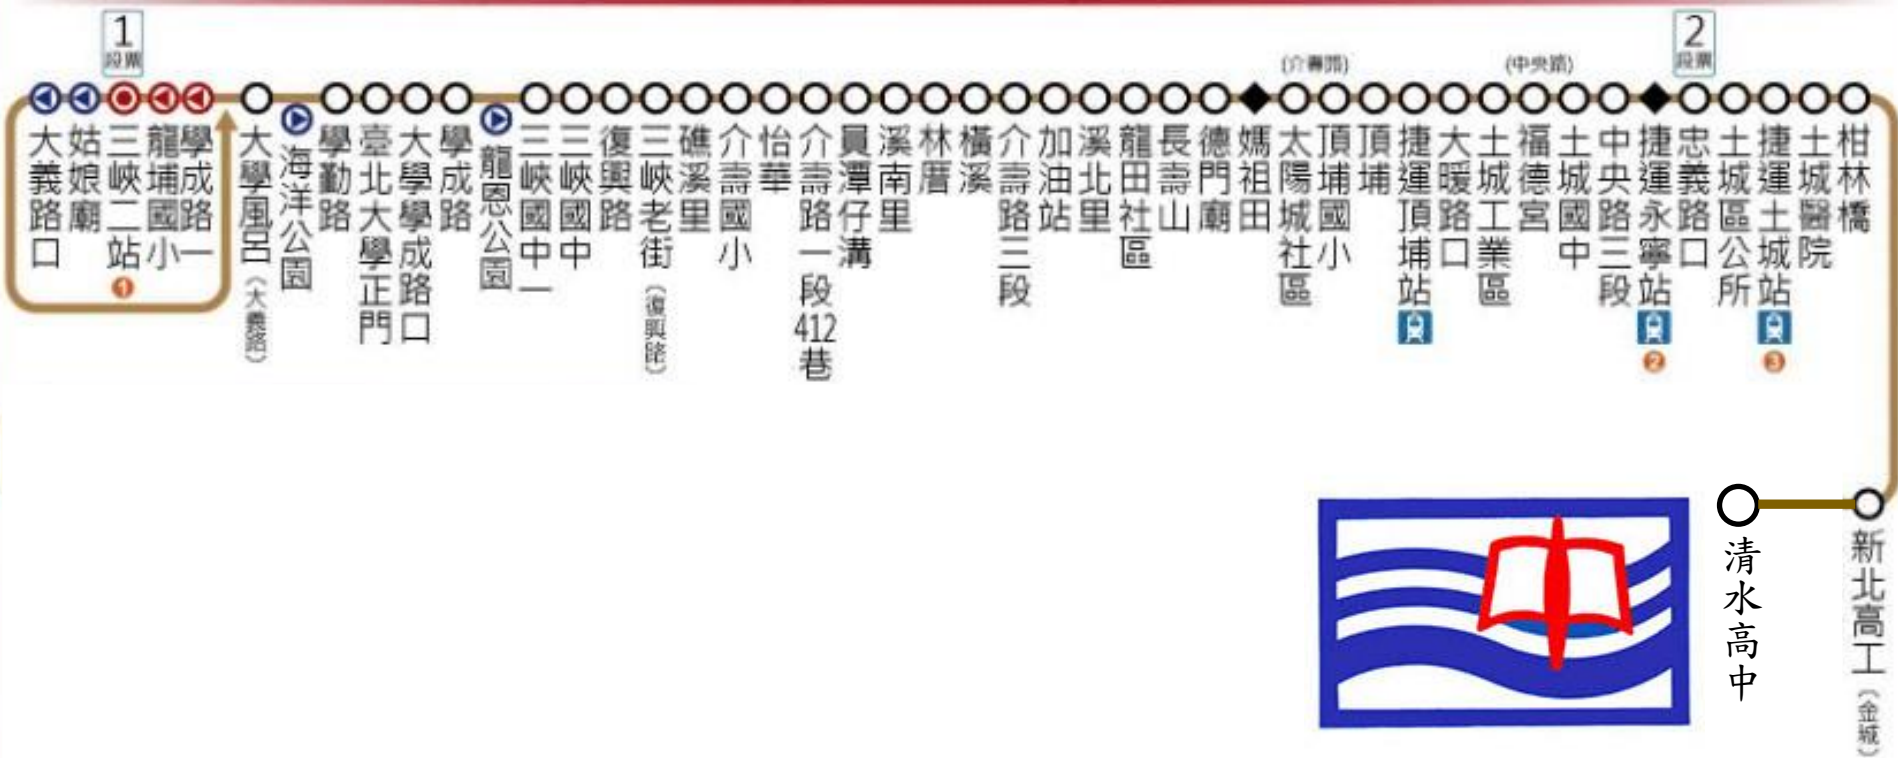 1
段票
2
段票
(介壽路)
(中央路)
大義路口
姑娘廟
三峽二站
1
龍埔國小
學成路一
大學風呂(大義路)
海洋公園
學勤路
臺北大學正門
大學學成路口
學成路
龍恩公園
三峽國中一
三峽國中
復興路
三峽老街(復興路)
礁溪里
介壽國小
怡華
介壽路一段412巷
員潭仔溝
溪南里
林厝
橫溪
介壽路三段
加油站
溪北里
龍田社區
長壽山
德門廟
媽祖田
太陽城社區
頂埔國小
頂埔
捷運頂埔站
大暖路口
土城工業區
福德宮
土城國中
中央路三段
捷運永寧站
2
忠義路口
土城區公所
捷運土城站
3
土城醫院
柑林橋
新北高工(金城)
清水高中